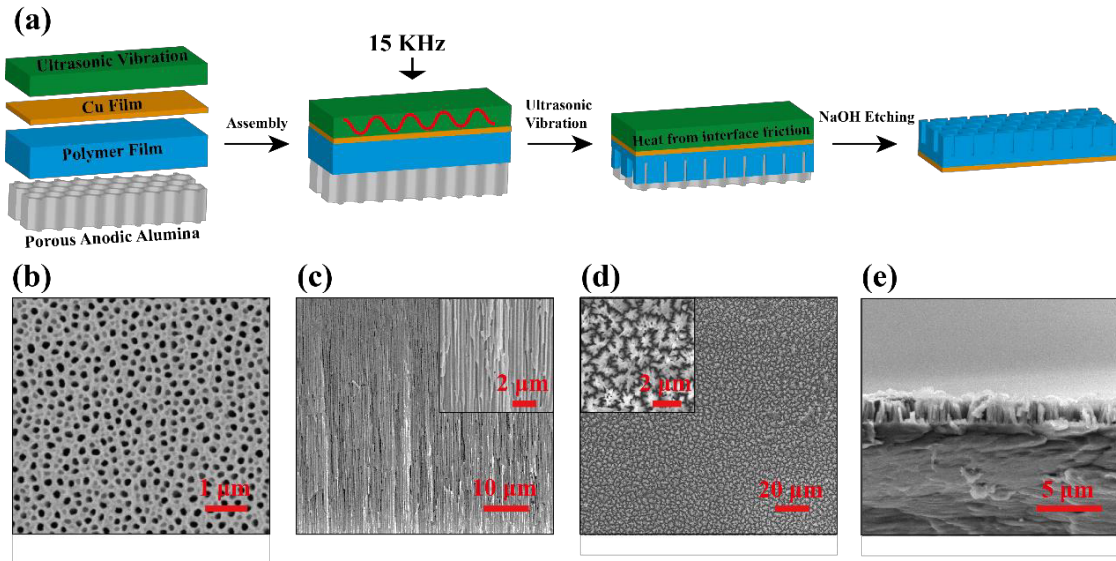 (a)
Ultrasonic Vibration
Cu Film
Polymer Film
Porous Anodic Alumina
Assembly
15 KHz
Ultrasonic
Vibration
Heat from interface friction
NaOH Etching
(b)
1 μm
(c)
2 μm
10 μm
(d)
2 μm
20 μm
(e)
5 μm